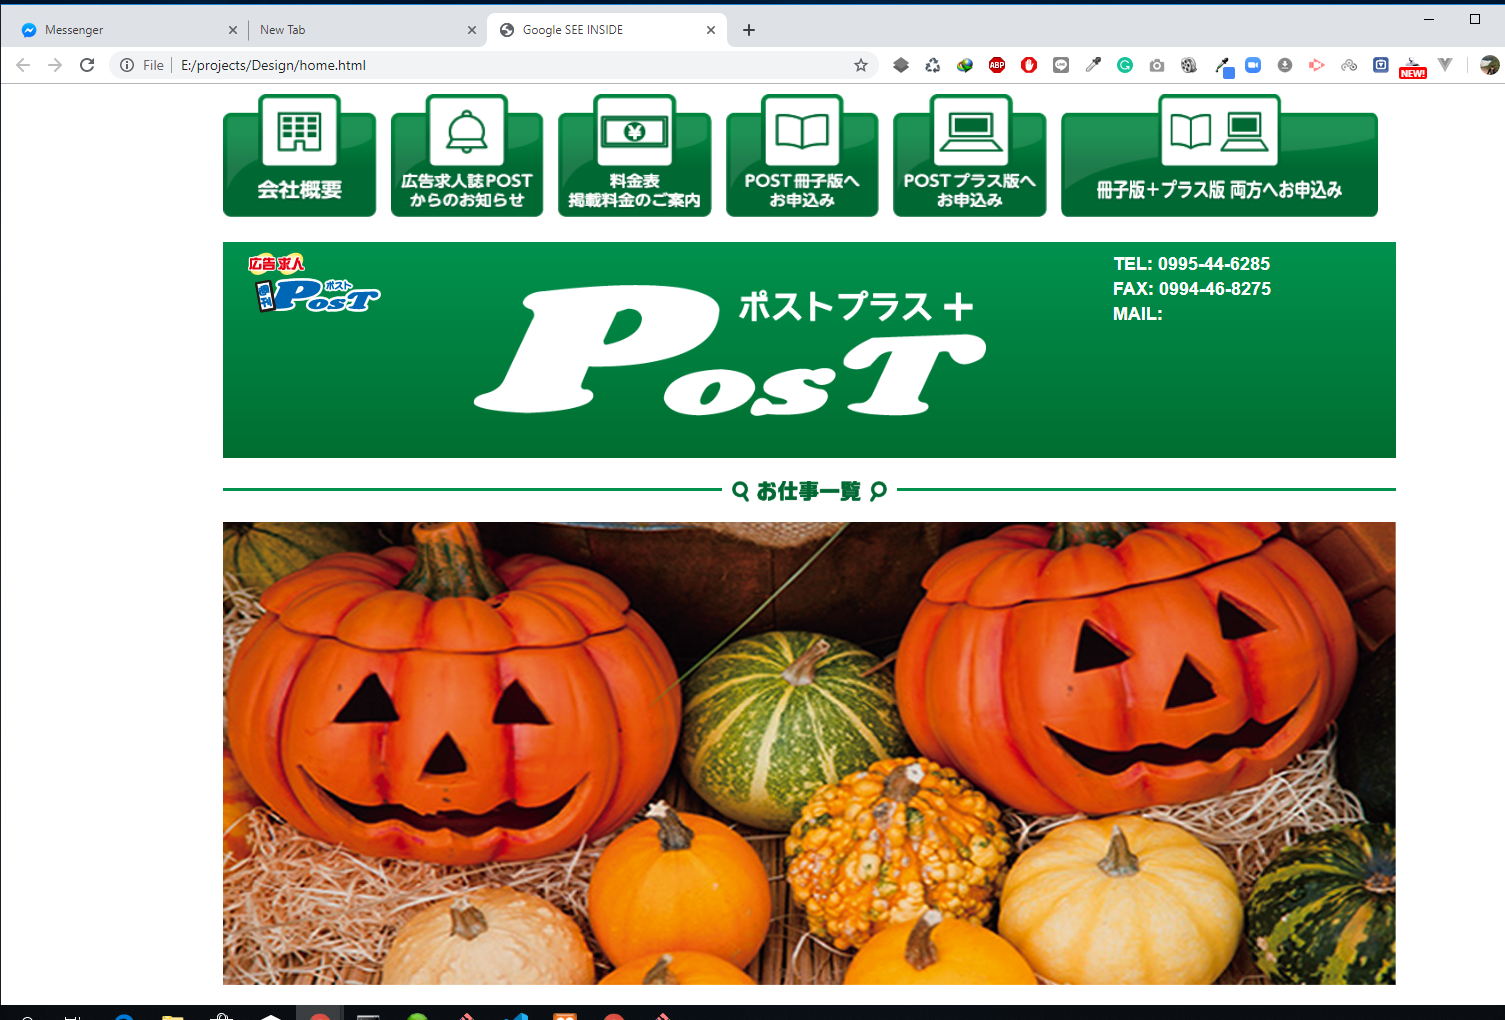 Messenger
New Tab
Google SEE INSIDE
File
E:/projects/Design/home.html
ABP
NEW!
会社概要
広告求人誌POST
からのお知らせ
¥
料金表
掲載料金のご案内
POST冊子版へ
お申込み
POSTプラス版へ
お申込み
冊子版+プラス版 両方へお申込み
広告求人
週刊
ポスト
PosT
ポストプラス+
PosT
TEL: 0995-44-6285
FAX: 0994-46-8275
MAIL:
お仕事一覧